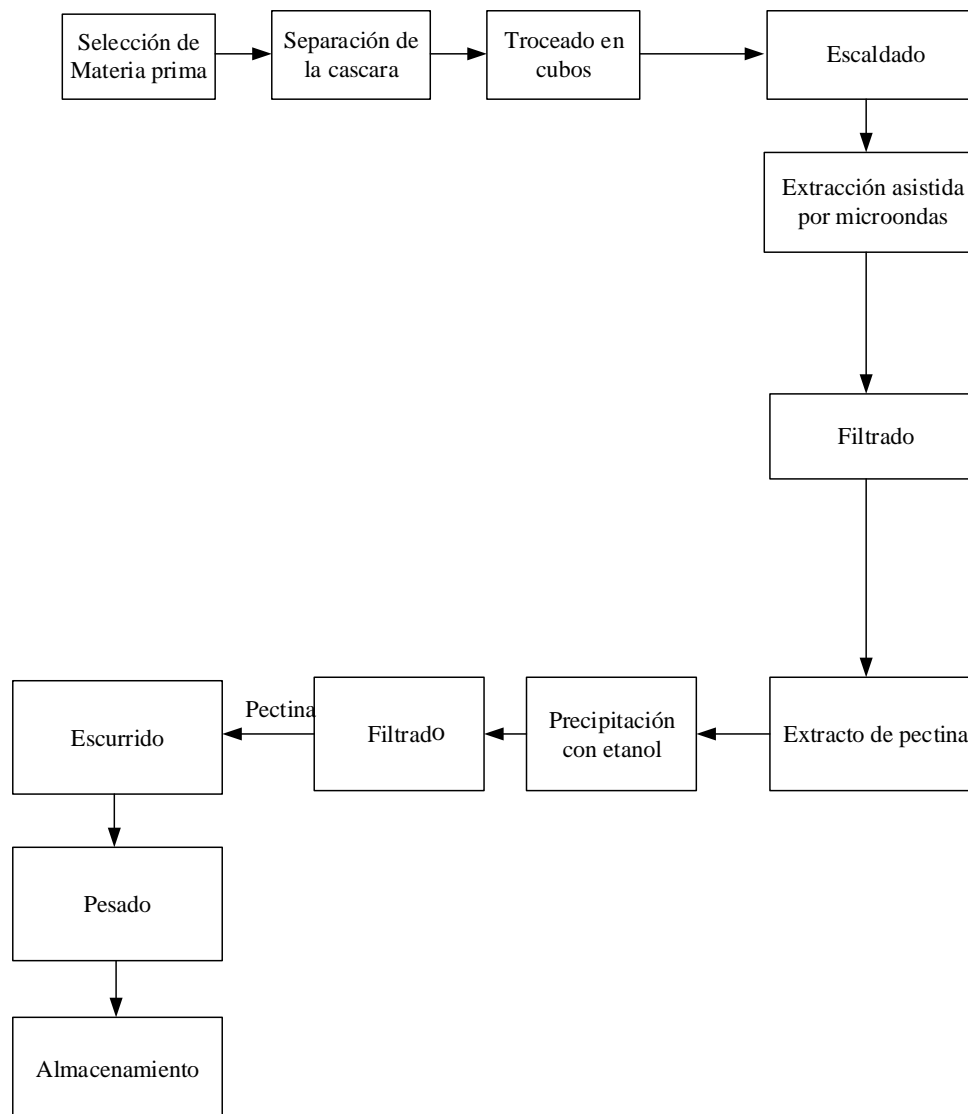 Selección de
Materia prima
Separación de
la cascara
Troceado en
cubos
Escaldado
Extracción asistida
por microondas
Filtrado
Extracto de pectina
Precipitación
con etanol
Filtrado
Pectina
Escurrido
Pesado
Almacenamiento